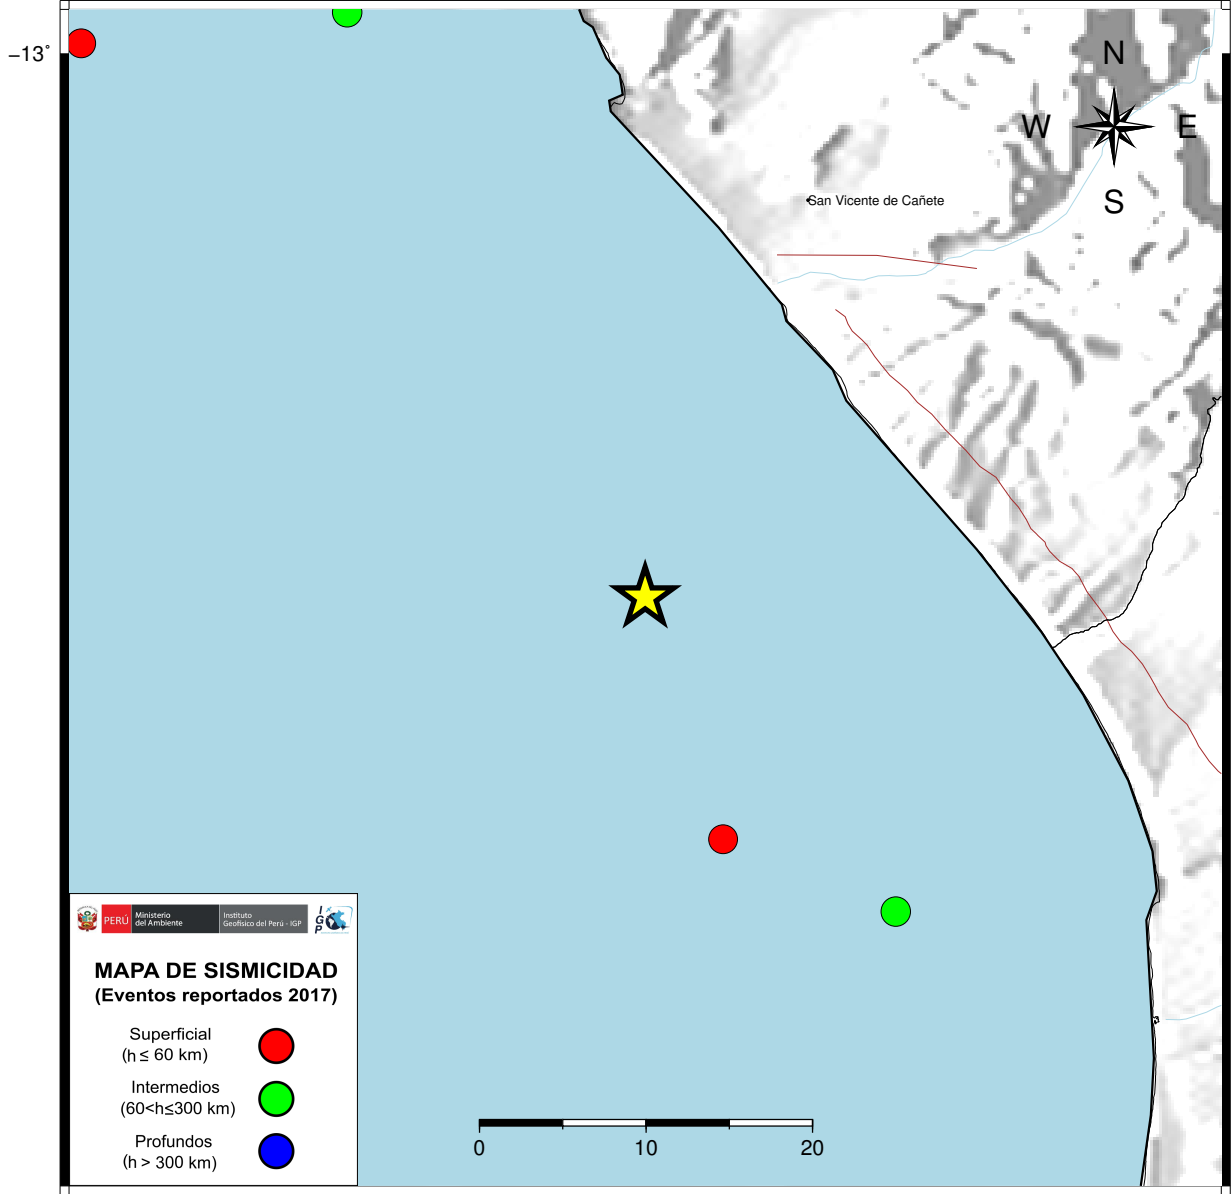 −13°
N
W
E
S
San Vicente de Cañete
PERÚ
Ministerio
del Ambiente
Instituto
Geofísico del Perú - IGP
IGP
MAPA DE SISMICIDAD
(Eventos reportados 2017)
Superficial
(h ≤ 60 km)
Intermedios
(60<h≤300 km)
Profundos
(h > 300 km)
0 10 20